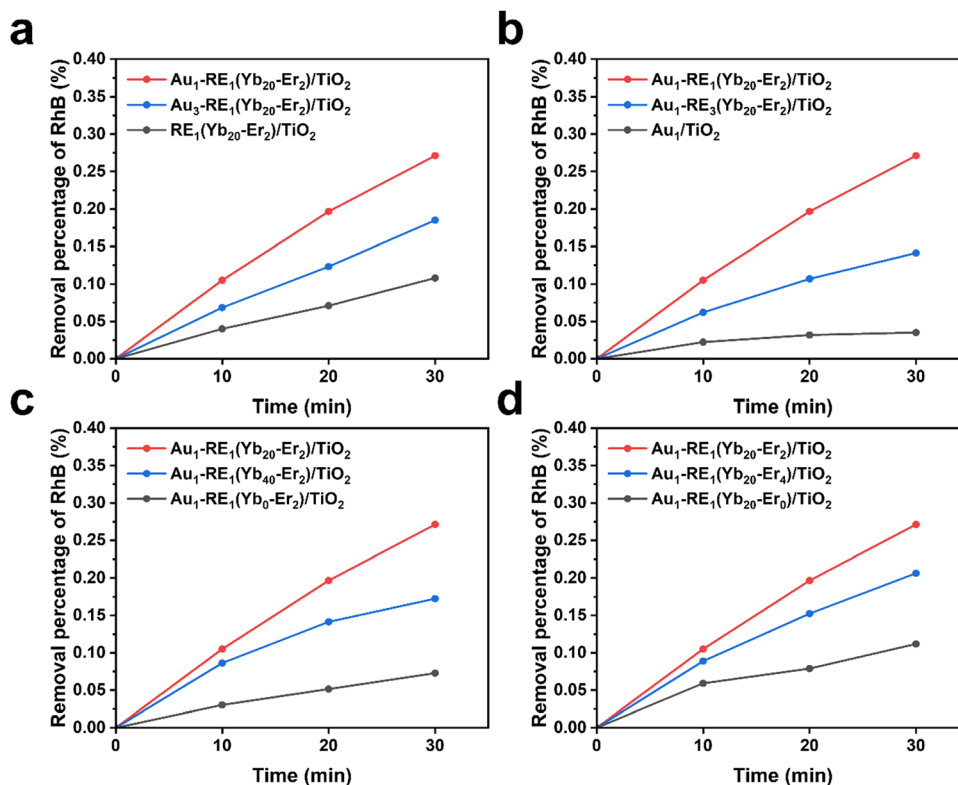 a
Removal percentage of RhB (%)
0.40
0.35
0.30
0.25
0.20
0.15
0.10
0.05
0.00
Au₁-RE₁(Yb₂₀-Er₂)/TiO₂
Au₃-RE₁(Yb₂₀-Er₂)/TiO₂
RE₁(Yb₂₀-Er₂)/TiO₂
0 10 20 30
Time (min)
b
Removal percentage of RhB (%)
0.40
0.35
0.30
0.25
0.20
0.15
0.10
0.05
0.00
Au₁-RE₁(Yb₂₀-Er₂)/TiO₂
Au₁-RE₃(Yb₂₀-Er₂)/TiO₂
Au₁/TiO₂
0 10 20 30
Time (min)
c
Removal percentage of RhB (%)
0.40
0.35
0.30
0.25
0.20
0.15
0.10
0.05
0.00
Au₁-RE₁(Yb₂₀-Er₂)/TiO₂
Au₁-RE₁(Yb₄₀-Er₂)/TiO₂
Au₁-RE₁(Yb₀-Er₂)/TiO₂
0 10 20 30
Time (min)
d
Removal percentage of RhB (%)
0.40
0.35
0.30
0.25
0.20
0.15
0.10
0.05
0.00
Au₁-RE₁(Yb₂₀-Er₂)/TiO₂
Au₁-RE₁(Yb₂₀-Er₄)/TiO₂
Au₁-RE₁(Yb₂₀-Er₀)/TiO₂
0 10 20 30
Time (min)